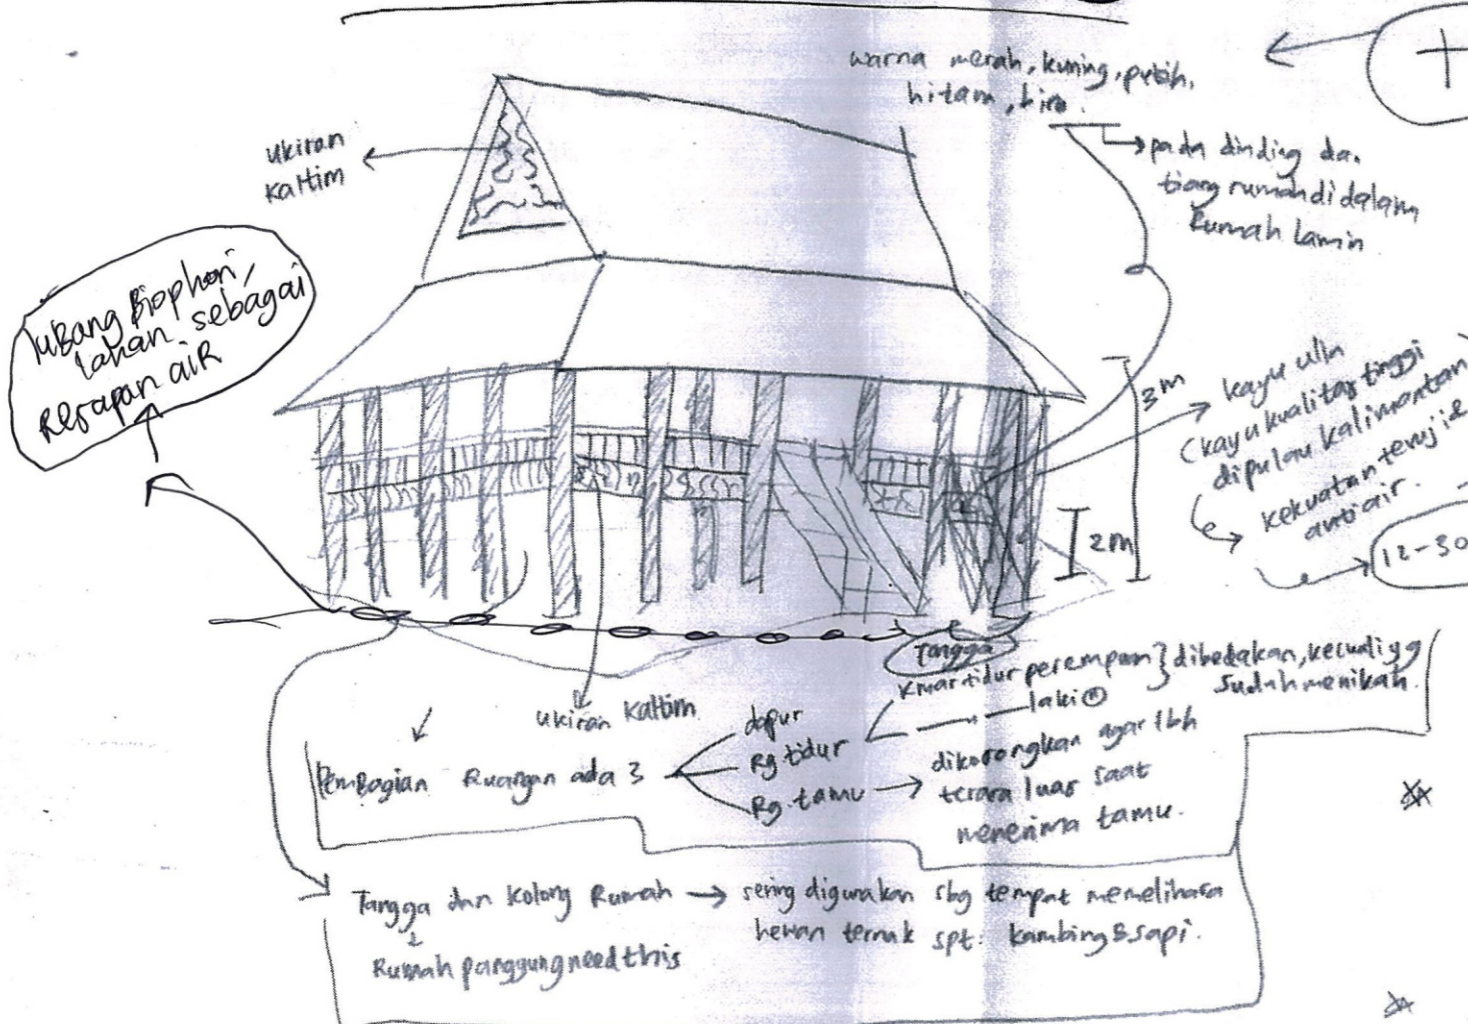 warna merah, kuning, putih,
hitam, biru.
pada dinding da.
tiang rumah di dalam
Rumah Lamin
ukiran
Kaltim
Lubang Biophori,
lahan sebagai
Resapan aiR
3m
2m
kayu ulin
(kayu kualitas tinggi
dipulau kalimantan
kekuatan teruji &
anti air.
12-30
Tangga
ukiran Kaltim
Kmar tidur perempuan } dibedakan, kecuali yg
sudah menikah.
laki②
Pembagian Ruangan ada 3
dapur
Rg tidur
Rg. tamu
dikosongkan agar lbh
terasa luas saat
menerima tamu.
Tangga dan Kolong Rumah → sering digunakan sbg tempat memelihara
hewan ternak spt: kambing & sapi.
Rumah panggung need this